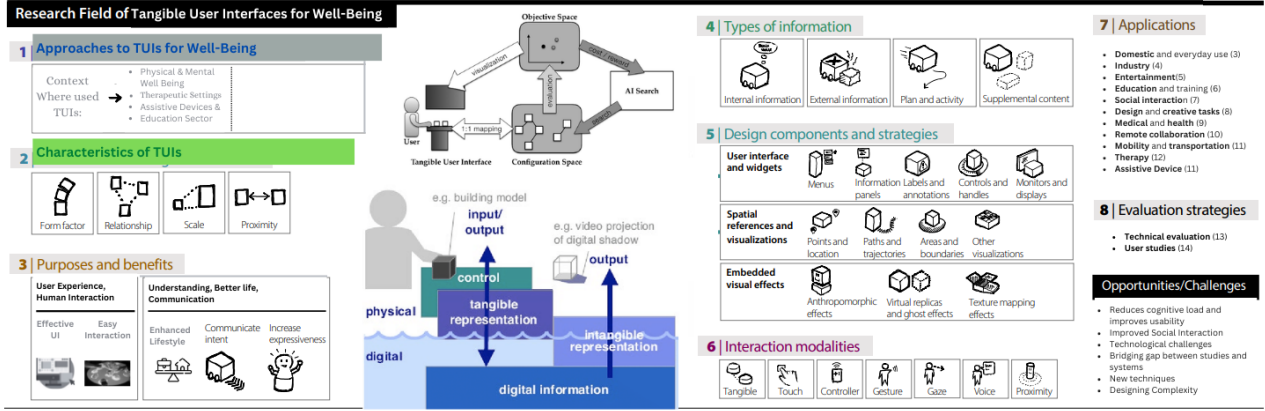 Research Field of Tangible User Interfaces for Well-Being
1 | Approaches to TUIs for Well-Being
Context
Where used
TUIs:
• Physical & Mental
Well Being
• Therapeutic Settings
• Assistive Devices &
• Education Sector
2 Characteristics of TUIs
Form factor
Relationship
Scale
Proximity
3 | Purposes and benefits
User Experience,
Human Interaction
Effective
UI
Easy
Interaction
Understanding, Better life,
Communication
Enhanced
Lifestyle
Communicate
intent
Increase
expressiveness
Objective Space
visualization
cost / reward
evaluation
AI Search
search
1:1 mapping
User
Tangible User Interface
Configuration Space
e.g. building model
input/
output
e.g. video projection
of digital shadow
output
control
physical
tangible
representation
intangible
representation
digital
digital information
4 | Types of information
Internal information
External information
Plan and activity
Supplemental content
5 | Design components and strategies
User interface
and widgets
Menus
Information
panels
Labels and
annotations
Controls and
handles
Monitors and
displays
Spatial
references and
visualizations
Points and
location
Paths and
trajectories
Areas and
boundaries
Other
visualizations
Embedded
visual effects
Anthropomorphic
effects
Virtual replicas
and ghost effects
Texture mapping
effects
6 | Interaction modalities
Tangible
Touch
Controller
Gesture
Gaze
Voice
Proximity
7 | Applications
• Domestic and everyday use (3)
• Industry (4)
• Entertainment(5)
• Education and training (6)
• Social interaction (7)
• Design and creative tasks (8)
• Medical and health (9)
• Remote collaboration (10)
• Mobility and transportation (11)
• Therapy (12)
• Assistive Device (11)
8 | Evaluation strategies
• Technical evaluation (13)
• User studies (14)
Opportunities/Challenges
• Reduces cognitive load and
improves usability
• Improved Social Interaction
• Technological challenges
• Bridging gap between studies and
systems
• New techniques
• Designing Complexity